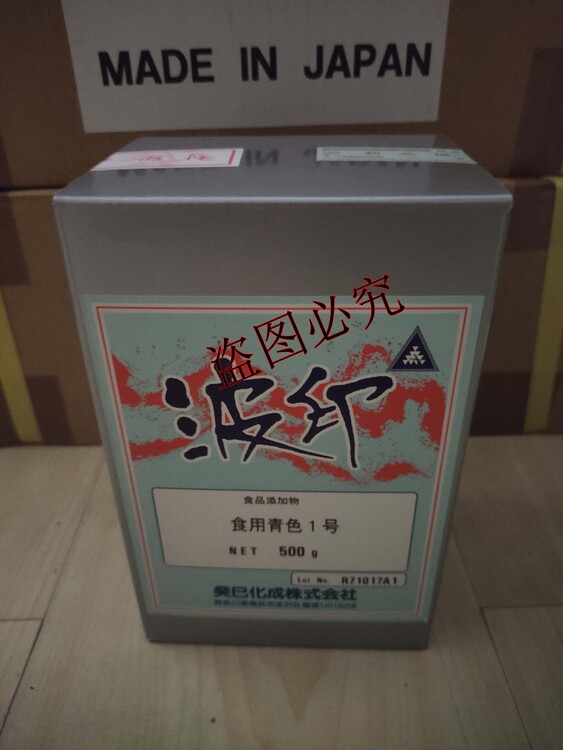 MADE IN JAPAN
盗图必究
波印
食品添加物
食用青色1号
NET 500g
Lot No. R71017A1
癸巳化成株式会社